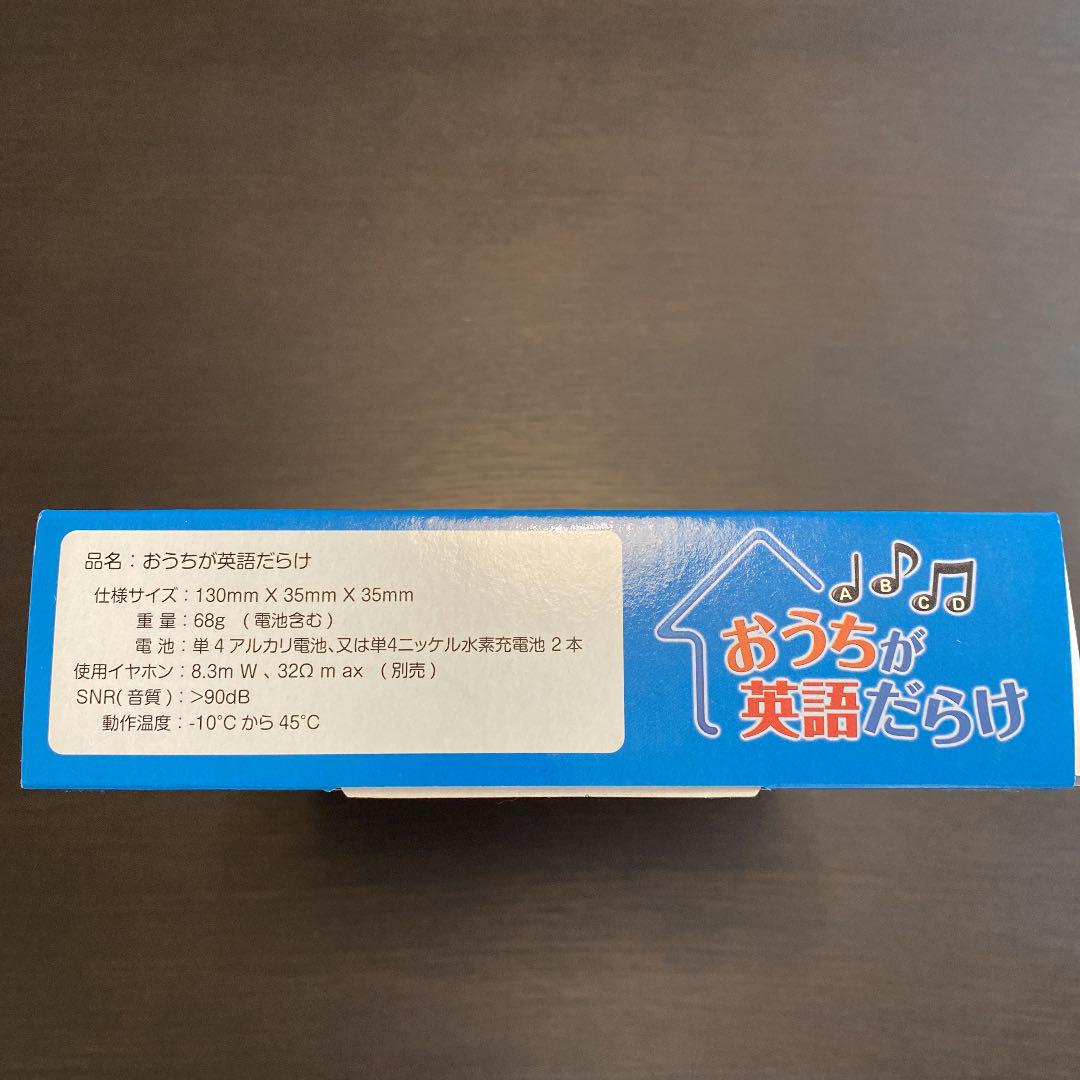 品名：おうちが英語だらけ
仕様サイズ：130mm X 35mm X 35mm
重量：68g （電池含む）
電池：単４アルカリ電池、又は単4ニッケル水素充電池 2 本
使用イヤホン：8.3m W 、32Ω m ax （別売）
SNR(音質)：>90dB
動作温度：-10℃ から 45℃
A B C D
おうちが
英語だらけ